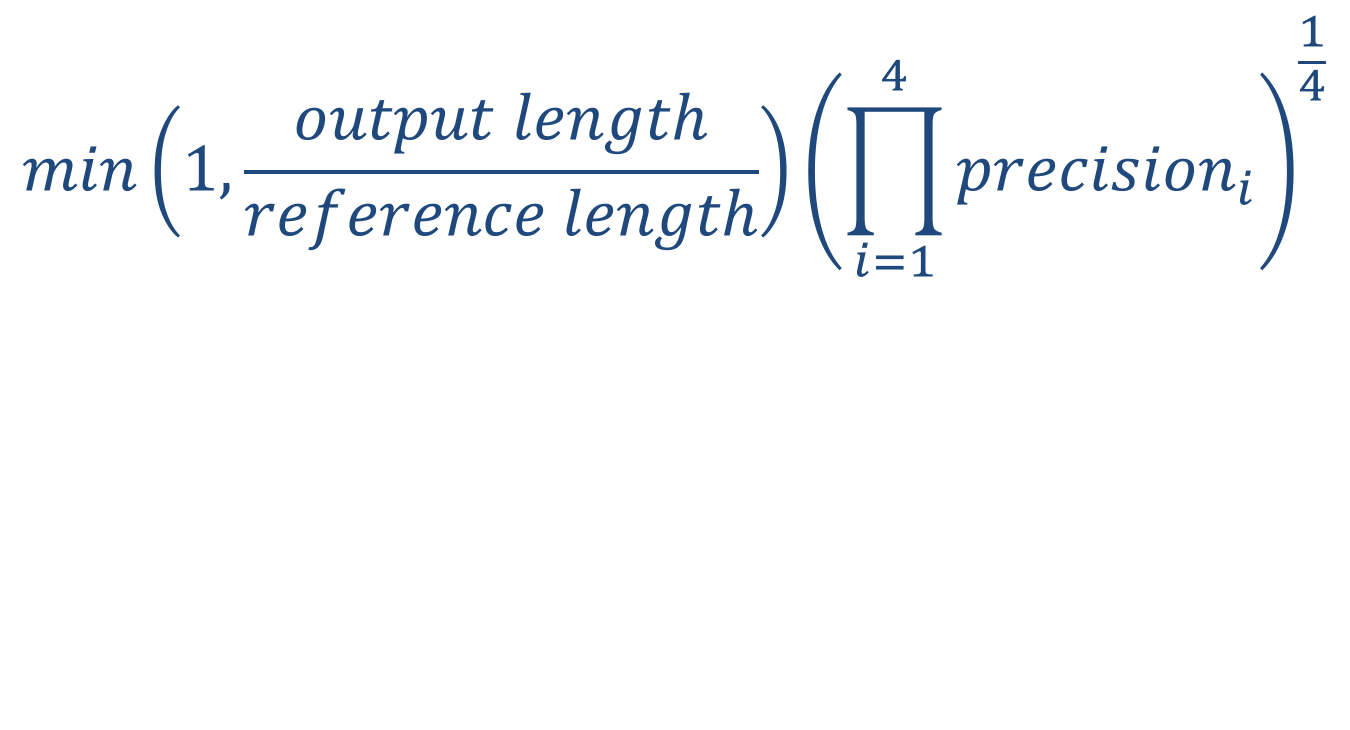 min(1, output length / reference length)(∏_{i=1}^{4} precision_i)^{1/4}